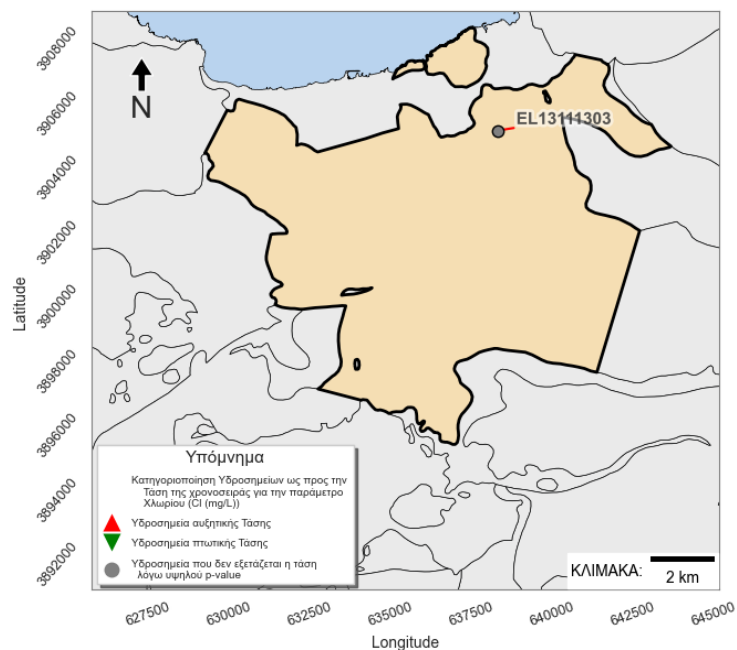 3908000
3906000
3904000
3902000
3900000
3898000
3896000
3894000
3892000
Latitude
N
EL13111303
Υπόμνημα
Κατηγοριοποίηση Υδροσημείων ως προς την
Τάση της χρονοσειράς για την παράμετρο
Χλωρίου (Cl (mg/L))
Υδροσημεία αυξητικής Τάσης
Υδροσημεία πτωτικής Τάσης
Υδροσημεία που δεν εξετάζεται η τάση
λόγω υψηλού p-value
ΚΛΙΜΑΚΑ:
2 km
627500 630000 632500 635000 637500 640000 642500 645000
Longitude